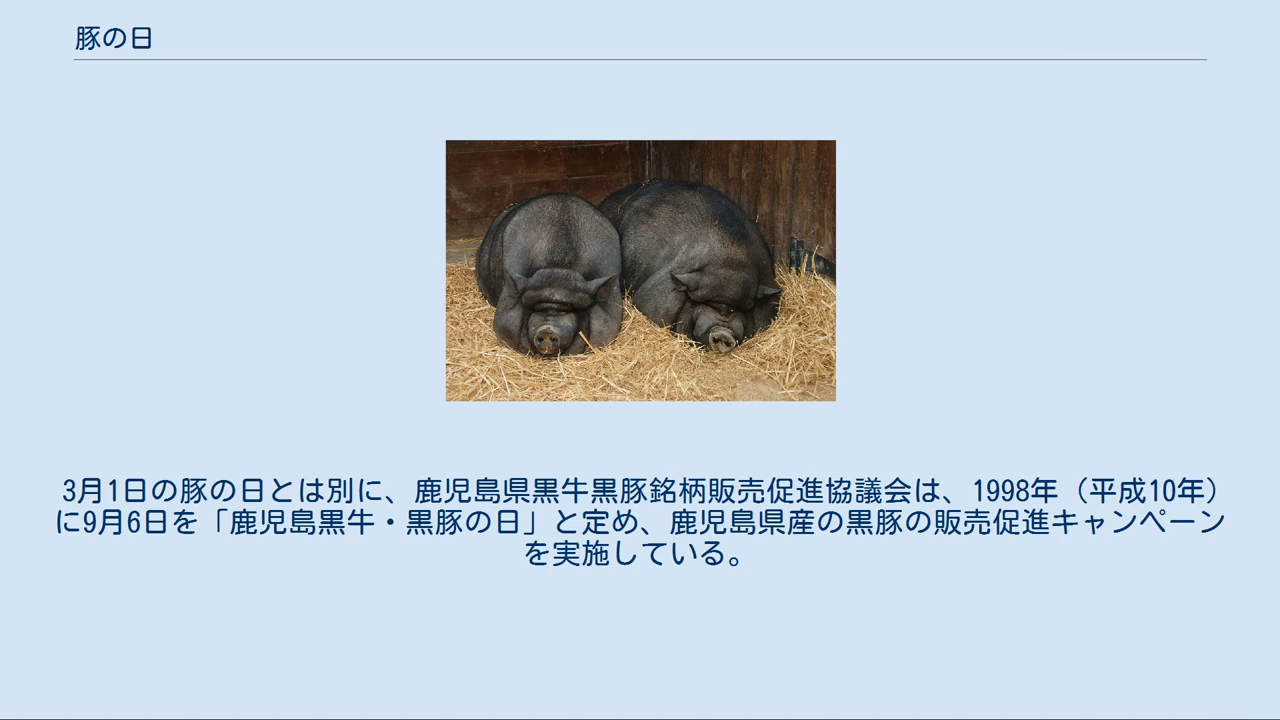 豚の日
3月1日の豚の日とは別に、鹿児島県黒牛黒豚銘柄販売促進協議会は、1998年（平成10年）
に9月6日を「鹿児島黒牛・黒豚の日」と定め、鹿児島県産の黒豚の販売促進キャンペーン
を実施している。